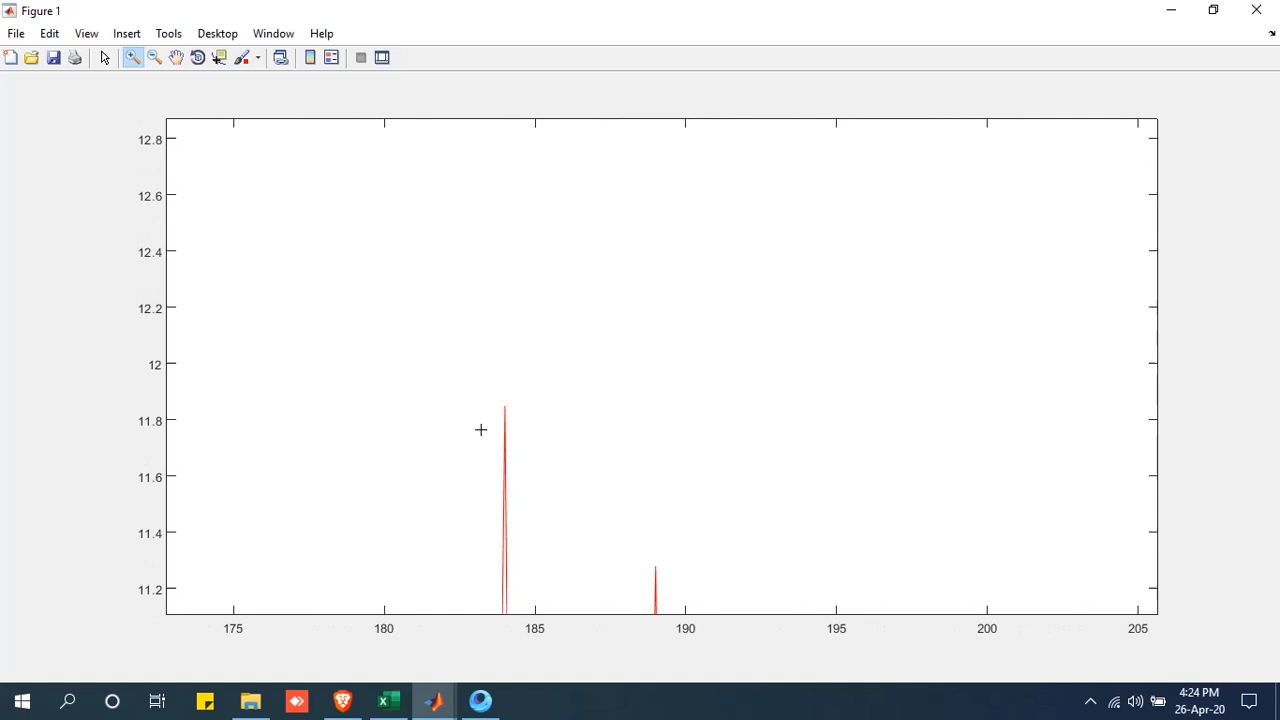 Figure 1
File Edit View Insert Tools Desktop Window Help
12.8
12.6
12.4
12.2
12
11.8
11.6
11.4
11.2
175 180 185 190 195 200 205
4:24 PM
26-Apr-20